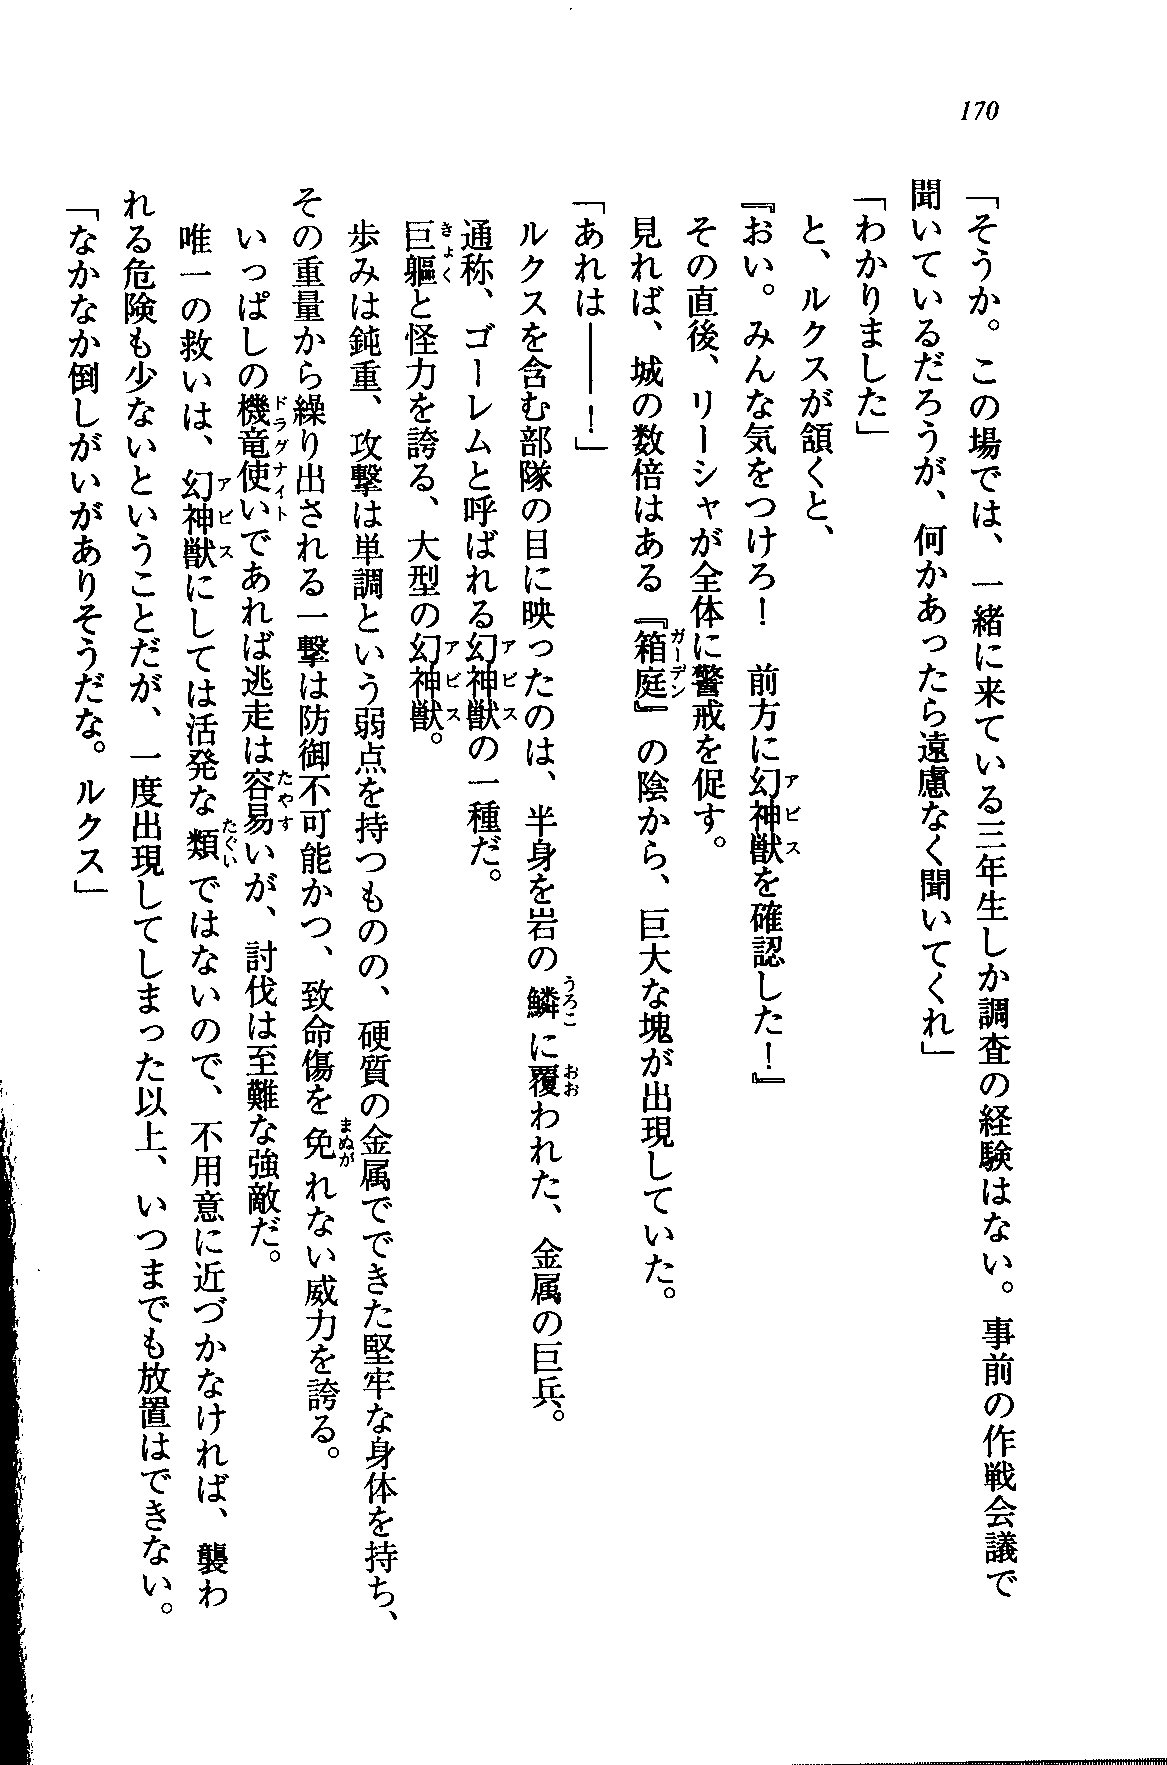 170
「そうか。この場では、一緒に来ている三年生しか調査の経験はない。事前の作戦会議で
聞いているだろうが、何かあったら遠慮なく聞いてくれ」
「わかりました」
と、ルクスが頷くと、
『おい。みんな気をつけろ！　前方に幻神獣を確認した！』
その直後、リーシャが全体に警戒を促す。
見れば、城の数倍はある『箱庭』の陰から、巨大な塊が出現していた。
「あれは――！」
ルクスを含む部隊の目に映ったのは、半身を岩の鱗に覆われた、金属の巨兵。
通称、ゴーレムと呼ばれる幻神獣の一種だ。
巨軀と怪力を誇る、大型の幻神獣。
歩みは鈍重、攻撃は単調という弱点を持つものの、硬質の金属でできた堅牢な身体を持ち、
その重量から繰り出される一撃は防御不可能かつ、致命傷を免れない威力を誇る。
いっぱしの機竜使いであれば逃走は容易いが、討伐は至難な強敵だ。
唯一の救いは、幻神獣にしては活発な類ではないので、不用意に近づかなければ、襲わ
れる危険も少ないということだが、一度出現してしまった以上、いつまでも放置はできない。
「なかなか倒しがいがありそうだな。ルクス」